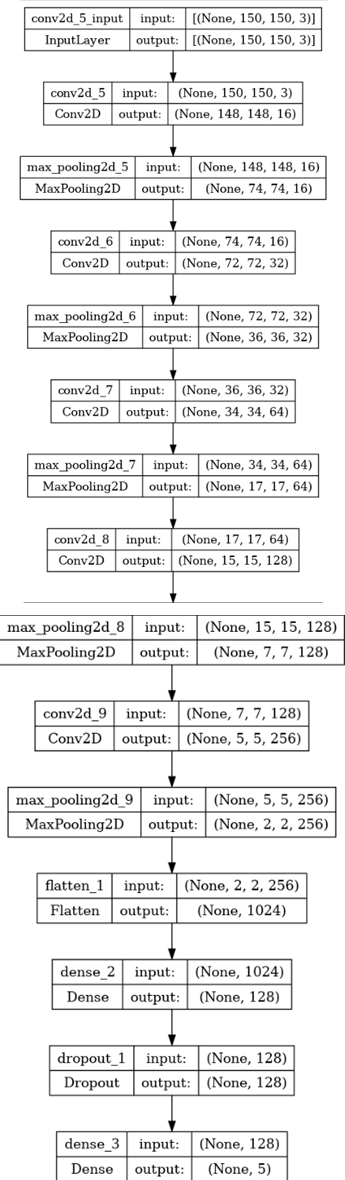 conv2d_5_input input: [(None, 150, 150, 3)]
InputLayer output: [(None, 150, 150, 3)]
conv2d_5 input: (None, 150, 150, 3)
Conv2D output: (None, 148, 148, 16)
max_pooling2d_5 input: (None, 148, 148, 16)
MaxPooling2D output: (None, 74, 74, 16)
conv2d_6 input: (None, 74, 74, 16)
Conv2D output: (None, 72, 72, 32)
max_pooling2d_6 input: (None, 72, 72, 32)
MaxPooling2D output: (None, 36, 36, 32)
conv2d_7 input: (None, 36, 36, 32)
Conv2D output: (None, 34, 34, 64)
max_pooling2d_7 input: (None, 34, 34, 64)
MaxPooling2D output: (None, 17, 17, 64)
conv2d_8 input: (None, 17, 17, 64)
Conv2D output: (None, 15, 15, 128)
max_pooling2d_8 input: (None, 15, 15, 128)
MaxPooling2D output: (None, 7, 7, 128)
conv2d_9 input: (None, 7, 7, 128)
Conv2D output: (None, 5, 5, 256)
max_pooling2d_9 input: (None, 5, 5, 256)
MaxPooling2D output: (None, 2, 2, 256)
flatten_1 input: (None, 2, 2, 256)
Flatten output: (None, 1024)
dense_2 input: (None, 1024)
Dense output: (None, 128)
dropout_1 input: (None, 128)
Dropout output: (None, 128)
dense_3 input: (None, 128)
Dense output: (None, 5)